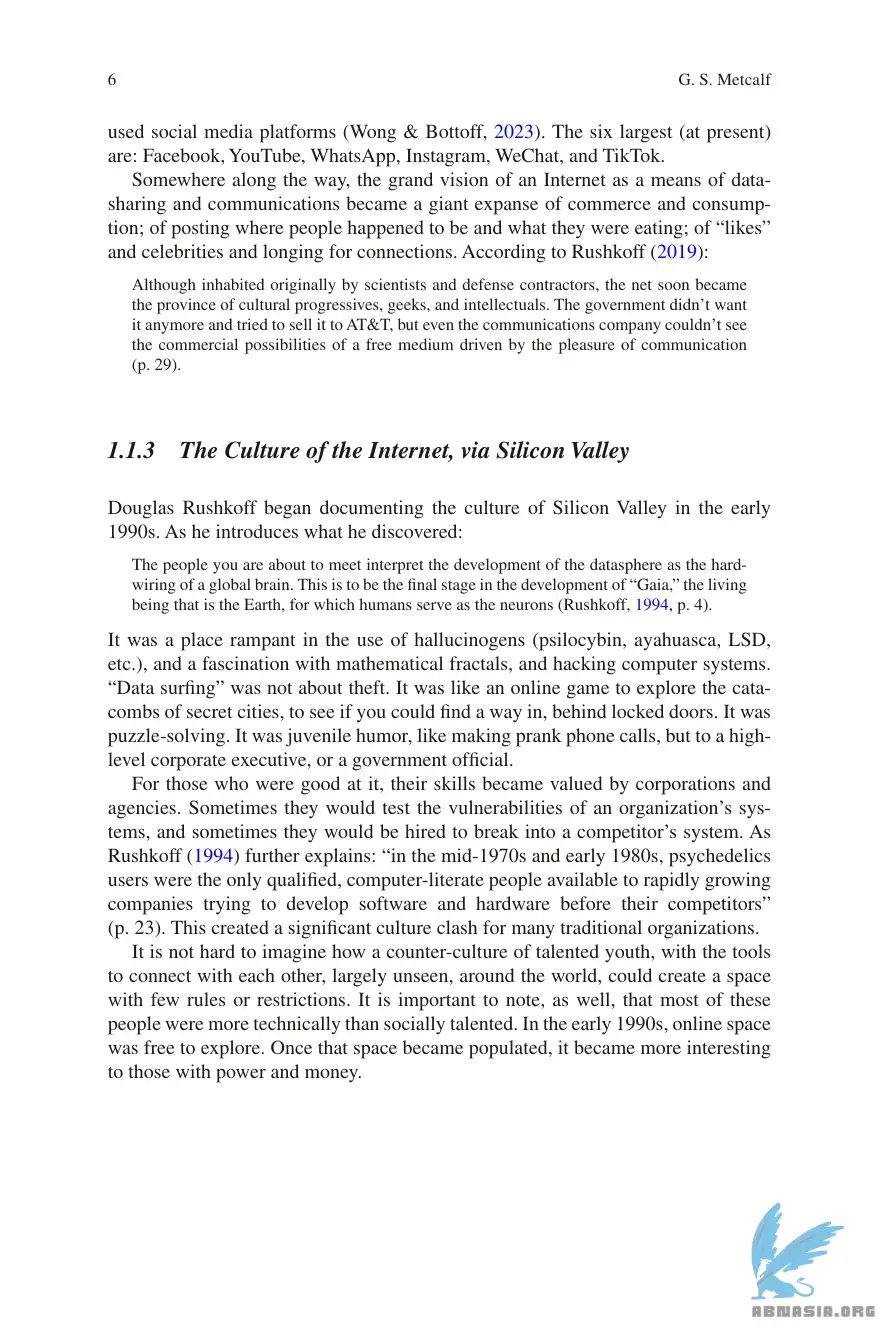 6
G. S. Metcalf
used social media platforms (Wong & Bottoff, 2023). The six largest (at present)
are: Facebook, YouTube, WhatsApp, Instagram, WeChat, and TikTok.
Somewhere along the way, the grand vision of an Internet as a means of data-
sharing and communications became a giant expanse of commerce and consump-
tion; of posting where people happened to be and what they were eating; of “likes”
and celebrities and longing for connections. According to Rushkoff (2019):
Although inhabited originally by scientists and defense contractors, the net soon became
the province of cultural progressives, geeks, and intellectuals. The government didn’t want
it anymore and tried to sell it to AT&T, but even the communications company couldn’t see
the commercial possibilities of a free medium driven by the pleasure of communication
(p. 29).
1.1.3 The Culture of the Internet, via Silicon Valley
Douglas Rushkoff began documenting the culture of Silicon Valley in the early
1990s. As he introduces what he discovered:
The people you are about to meet interpret the development of the datasphere as the hard-
wiring of a global brain. This is to be the final stage in the development of “Gaia,” the living
being that is the Earth, for which humans serve as the neurons (Rushkoff, 1994, p. 4).
It was a place rampant in the use of hallucinogens (psilocybin, ayahuasca, LSD,
etc.), and a fascination with mathematical fractals, and hacking computer systems.
“Data surfing” was not about theft. It was like an online game to explore the cata-
combs of secret cities, to see if you could find a way in, behind locked doors. It was
puzzle-solving. It was juvenile humor, like making prank phone calls, but to a high-
level corporate executive, or a government official.
For those who were good at it, their skills became valued by corporations and
agencies. Sometimes they would test the vulnerabilities of an organization’s sys-
tems, and sometimes they would be hired to break into a competitor’s system. As
Rushkoff (1994) further explains: “in the mid-1970s and early 1980s, psychedelics
users were the only qualified, computer-literate people available to rapidly growing
companies trying to develop software and hardware before their competitors”
(p. 23). This created a significant culture clash for many traditional organizations.
It is not hard to imagine how a counter-culture of talented youth, with the tools
to connect with each other, largely unseen, around the world, could create a space
with few rules or restrictions. It is important to note, as well, that most of these
people were more technically than socially talented. In the early 1990s, online space
was free to explore. Once that space became populated, it became more interesting
to those with power and money.
ABNASIA.ORG